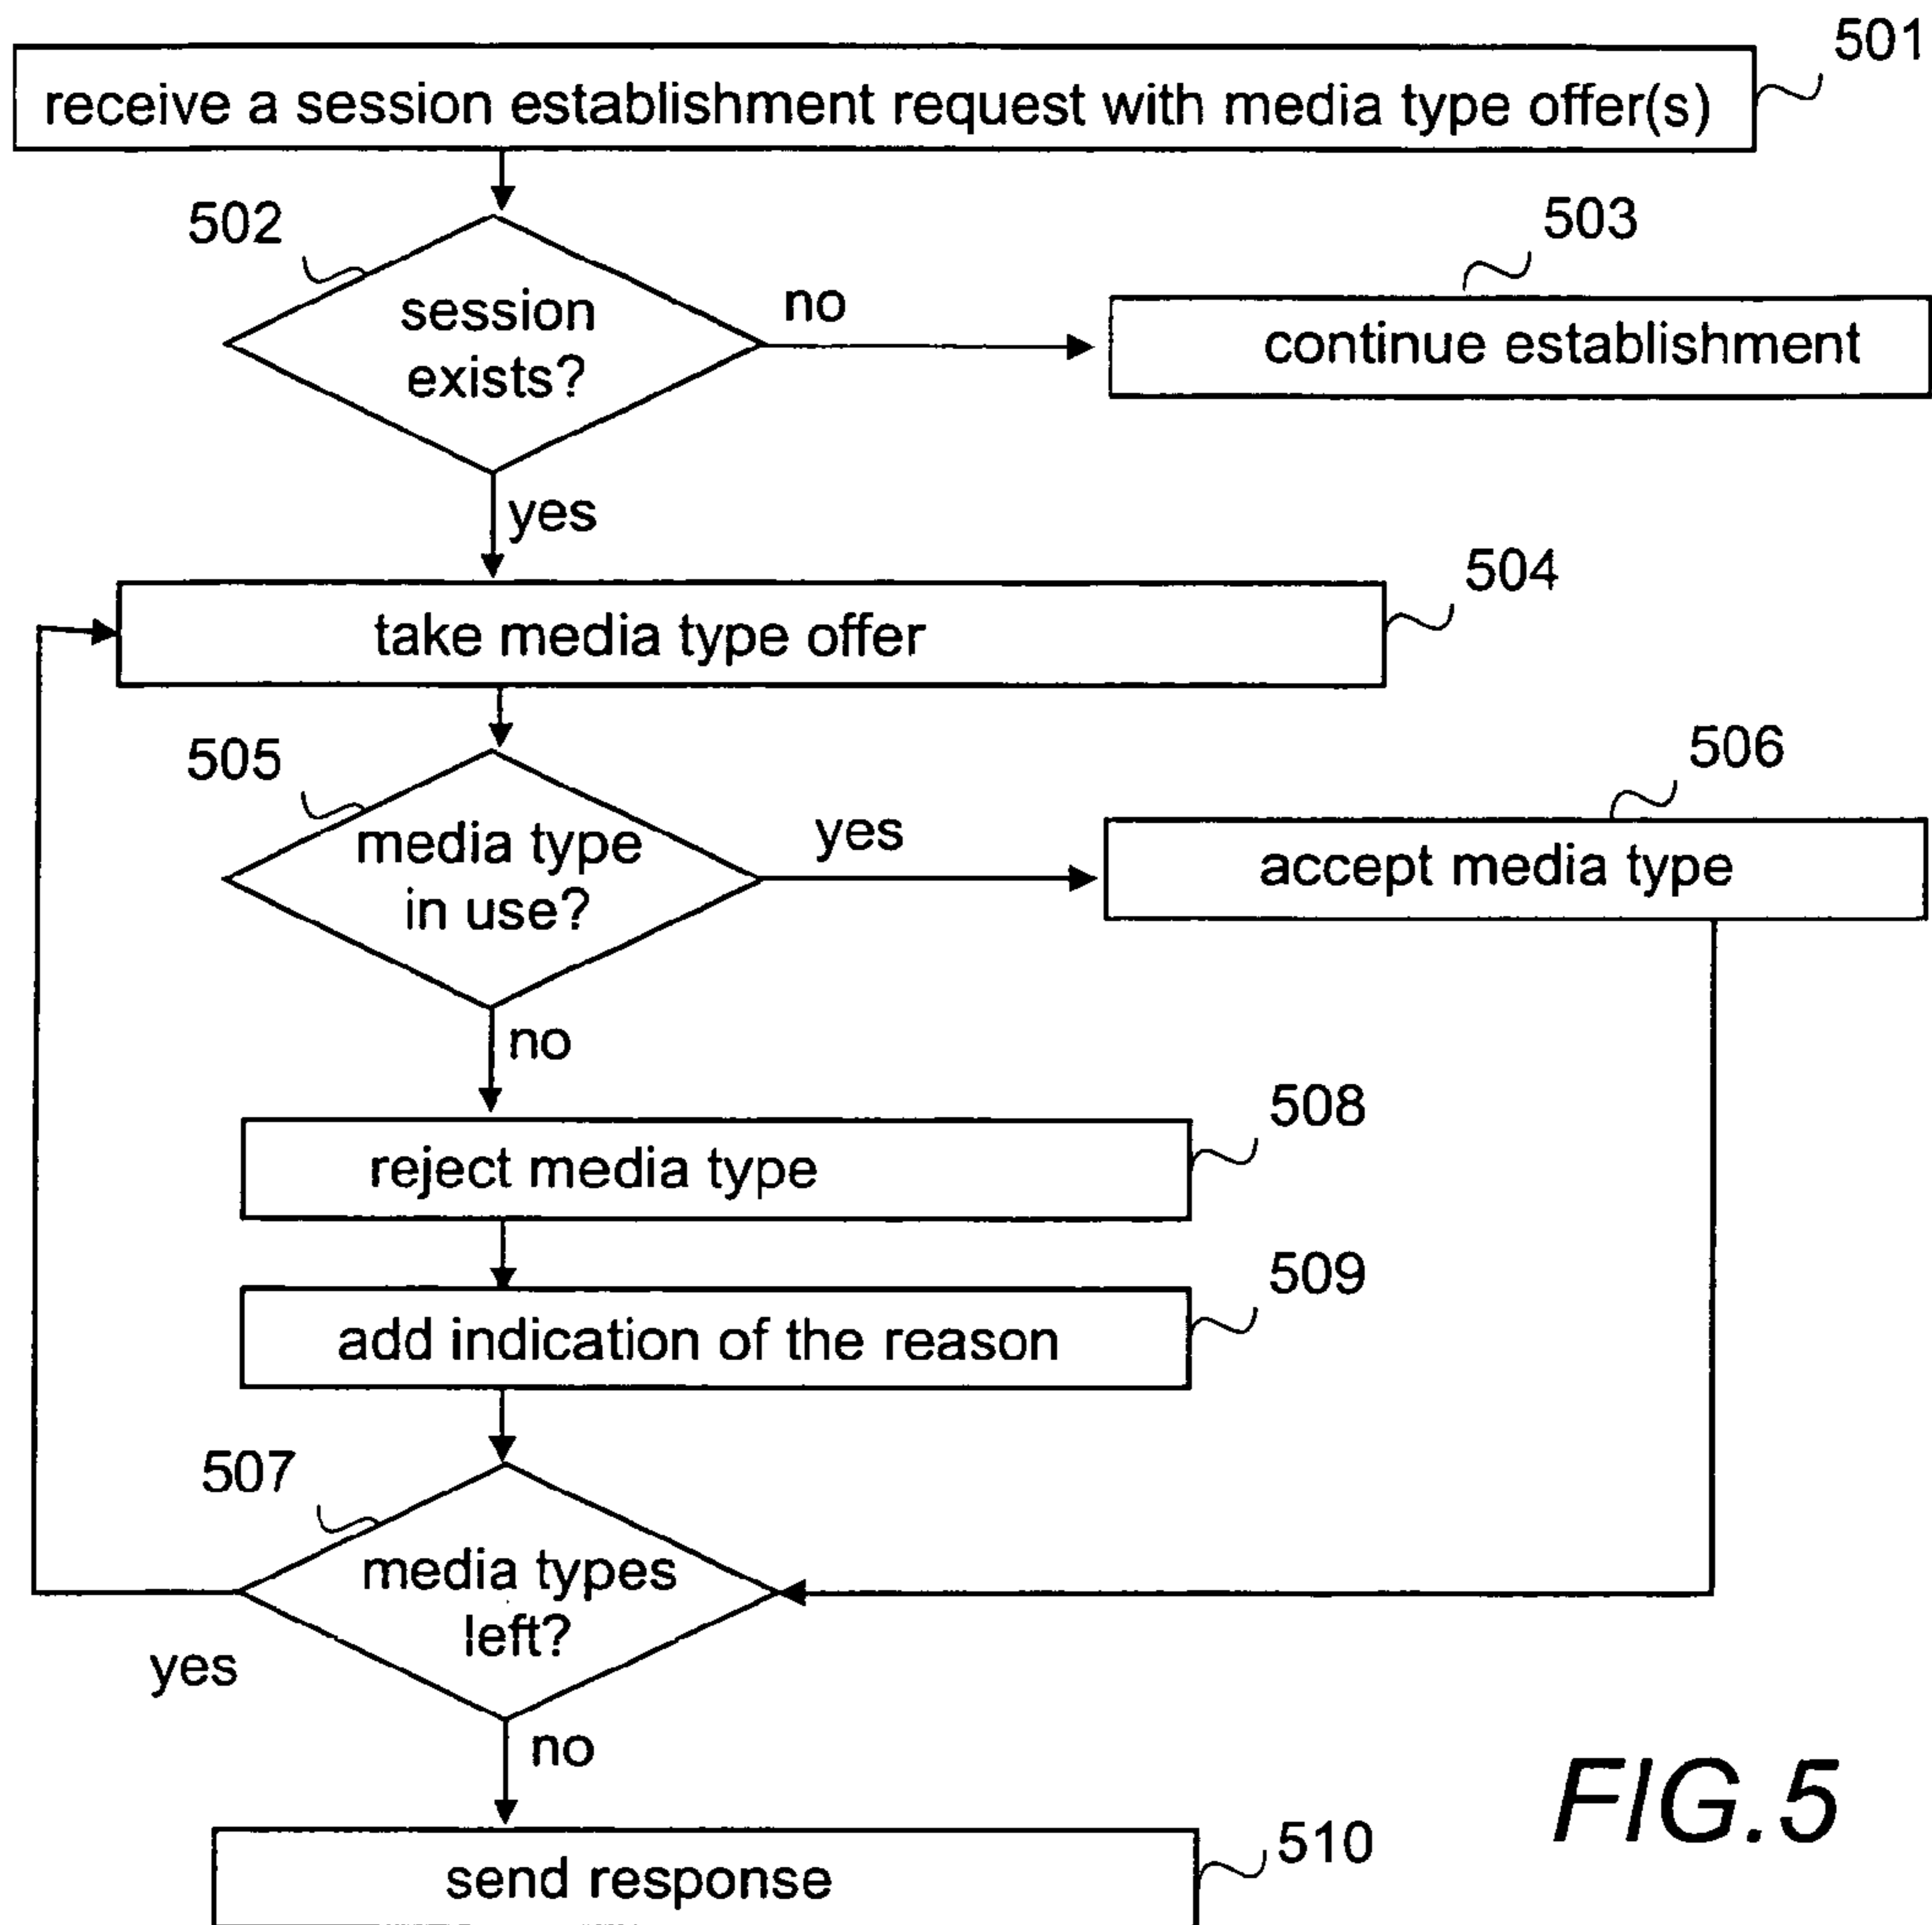 501
receive a session establishment request with media type offer(s)
502
session
exists?
no
503
continue establishment
yes
504
take media type offer
505
media type
in use?
yes
506
accept media type
no
508
reject media type
509
add indication of the reason
507
media types
left?
yes
no
510
send response
FIG.5